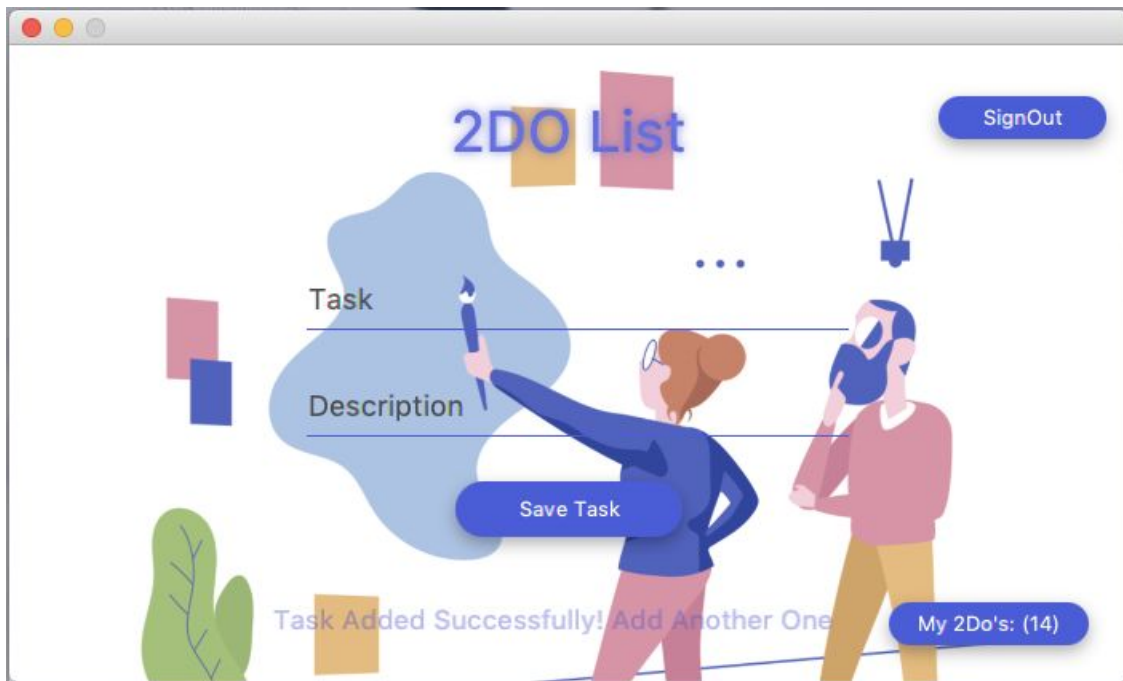 2DO List
SignOut
Task
Description
Save Task
Task Added Successfully! Add Another One
My 2Do's: (14)